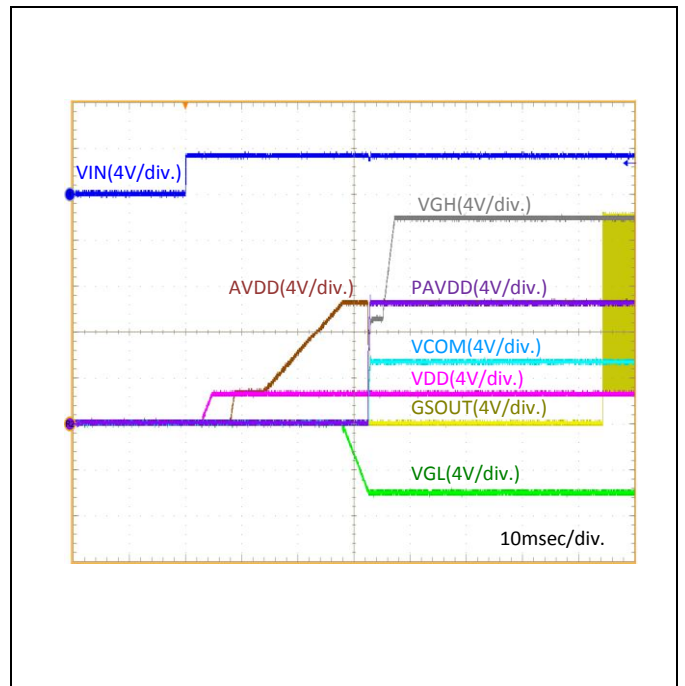 VIN(4V/div.)
VGH(4V/div.)
AVDD(4V/div.)
PAVDD(4V/div.)
VCOM(4V/div.)
VDD(4V/div.)
GSOUT(4V/div.)
VGL(4V/div.)
10msec/div.